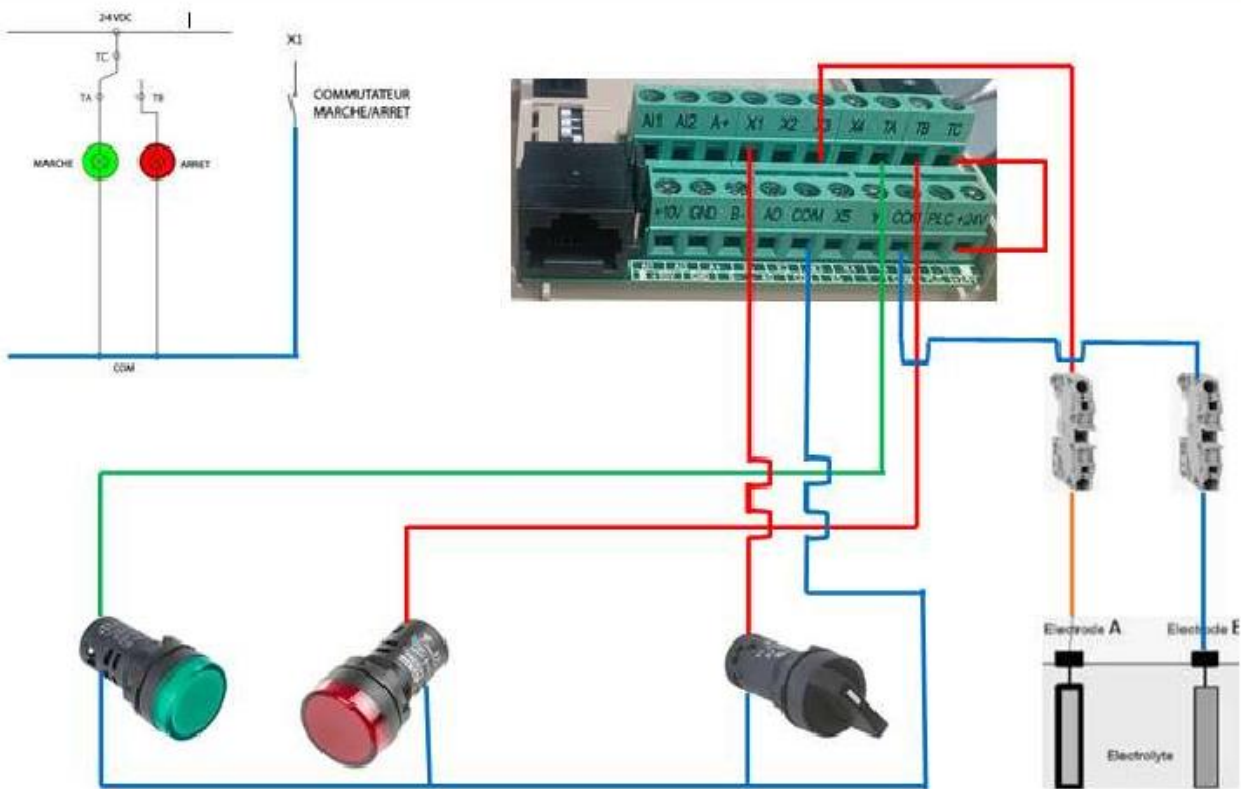 24VDC
X1
TC
TA TB
COMMUTATEUR
MARCHE/ARRET
MARCHE ARRET
COM
AI1 AI2 A+ X1 X2 X3 X4 TA TB TC
+10V GND B- AO COM X5 COM PLC +24V
Electrode A Electrode B
Electrolyte